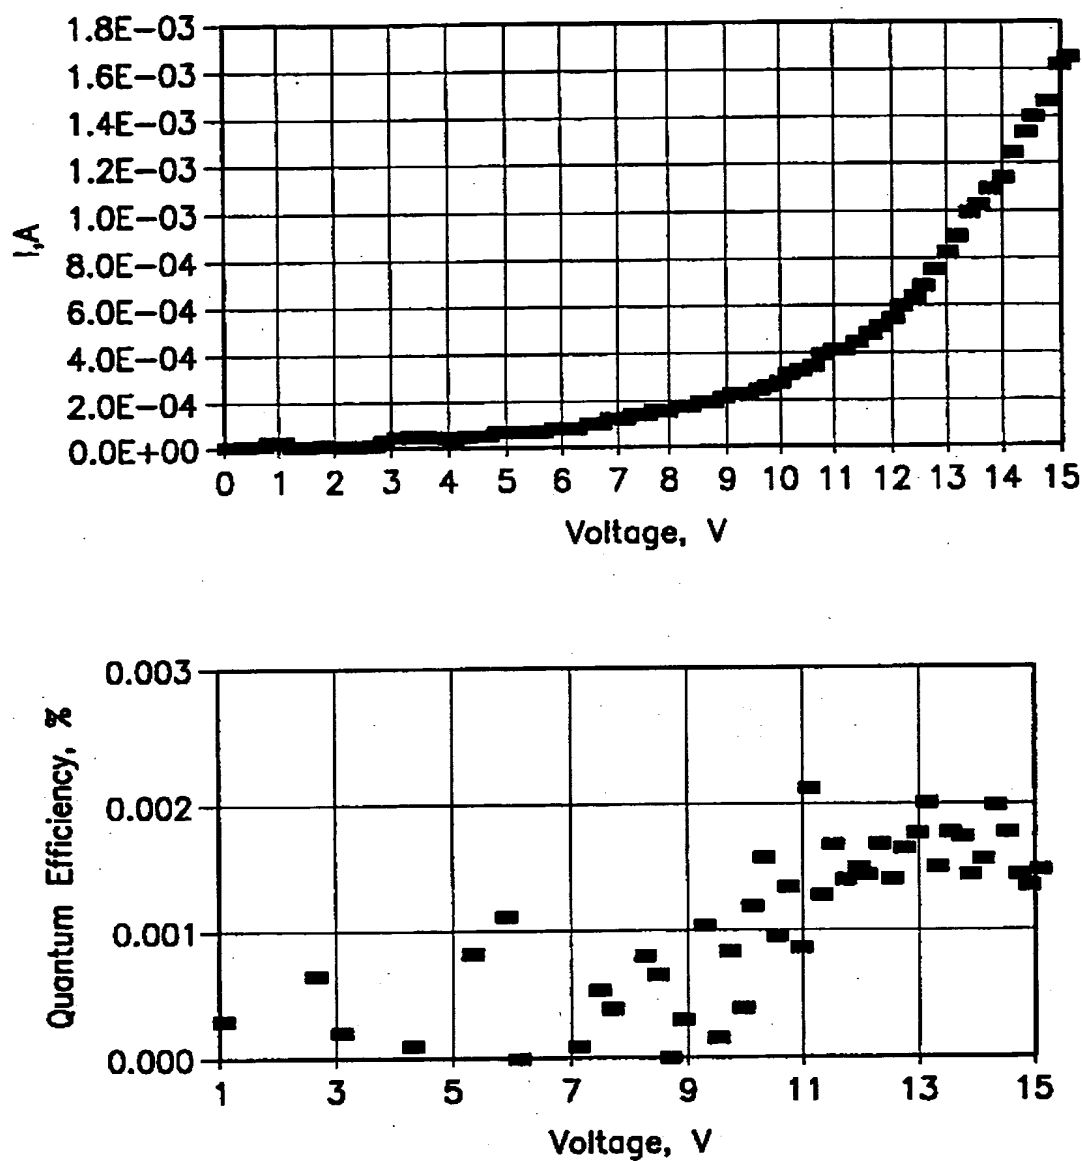 1.8E-03
1.6E-03
1.4E-03
1.2E-03
1.0E-03
8.0E-04
6.0E-04
4.0E-04
2.0E-04
0.0E+00
I,A
0 1 2 3 4 5 6 7 8 9 10 11 12 13 14 15
Voltage, V
0.003
0.002
0.001
0.000
Quantum Efficiency, %
1 3 5 7 9 11 13 15
Voltage, V